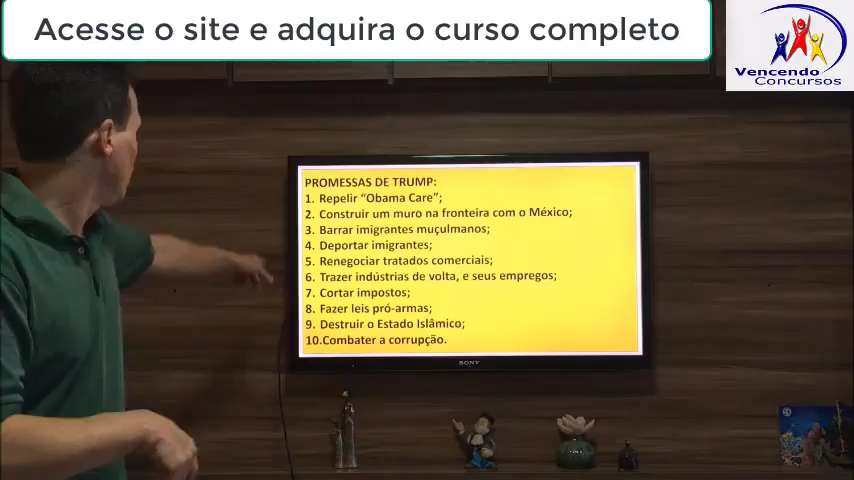 Acesse o site e adquira o curso completo
Vencendo
Concursos
PROMESSAS DE TRUMP:
1. Repelir “Obama Care”;
2. Construir um muro na fronteira com o México;
3. Barrar imigrantes muçulmanos;
4. Deportar imigrantes;
5. Renegociar tratados comerciais;
6. Trazer indústrias de volta, e seus empregos;
7. Cortar impostos;
8. Fazer leis pró-armas;
9. Destruir o Estado Islâmico;
10.Combater a corrupção.
SONY